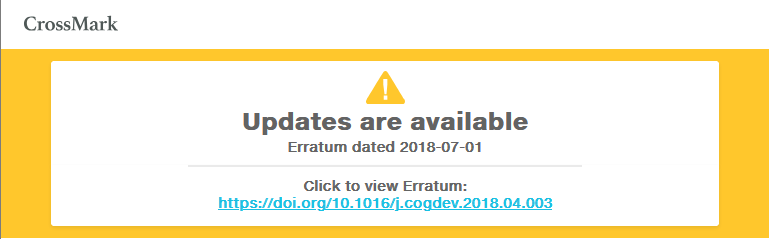 CrossMark
Updates are available
Erratum dated 2018-07-01
Click to view Erratum:
https://doi.org/10.1016/j.cogdev.2018.04.003